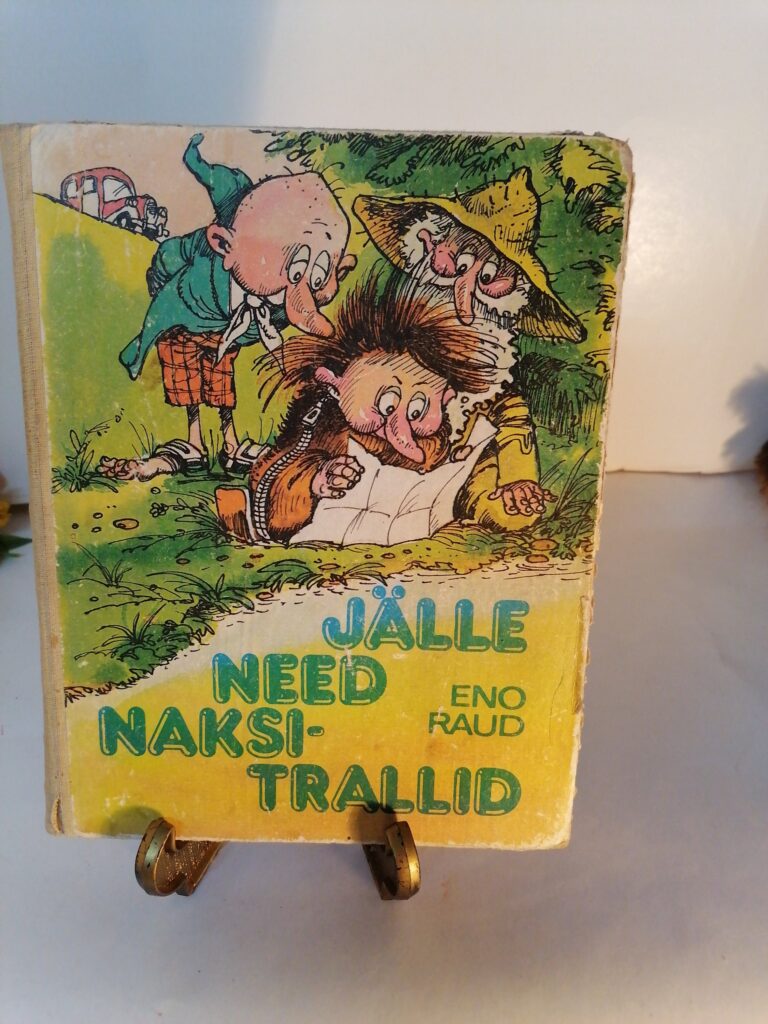 JÄLLE
NEED
NAKSI-
TRALLID
ENO
RAUD